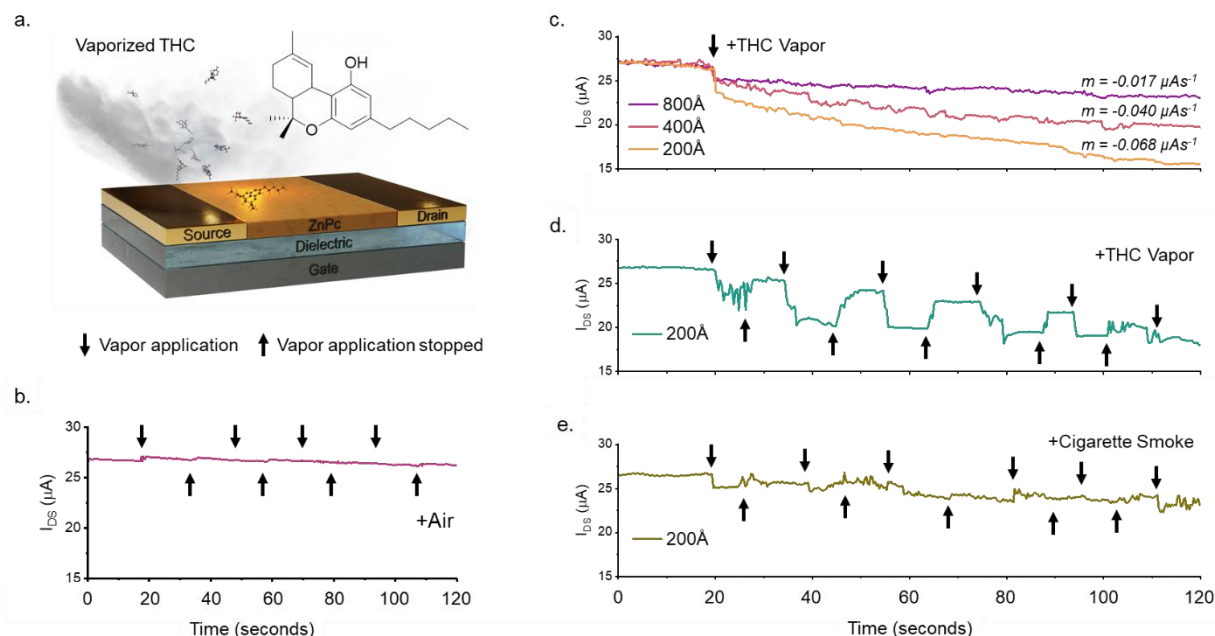 a.
Vaporized THC
OH
O
Source
ZnPc
Drain
Dielectric
Gate
Vapor application
Vapor application stopped
b.
30
27
24
21
18
15
I_DS (µA)
+Air
0 20 40 60 80 100 120
Time (seconds)
c.
+THC Vapor
30
25
20
15
I_DS (µA)
800Å
400Å
200Å
m = -0.017 µAs⁻¹
m = -0.040 µAs⁻¹
m = -0.068 µAs⁻¹
d.
+THC Vapor
30
25
20
15
I_DS (µA)
200Å
e.
+Cigarette Smoke
30
25
20
15
I_DS (µA)
200Å
0 20 40 60 80 100 120
Time (seconds)